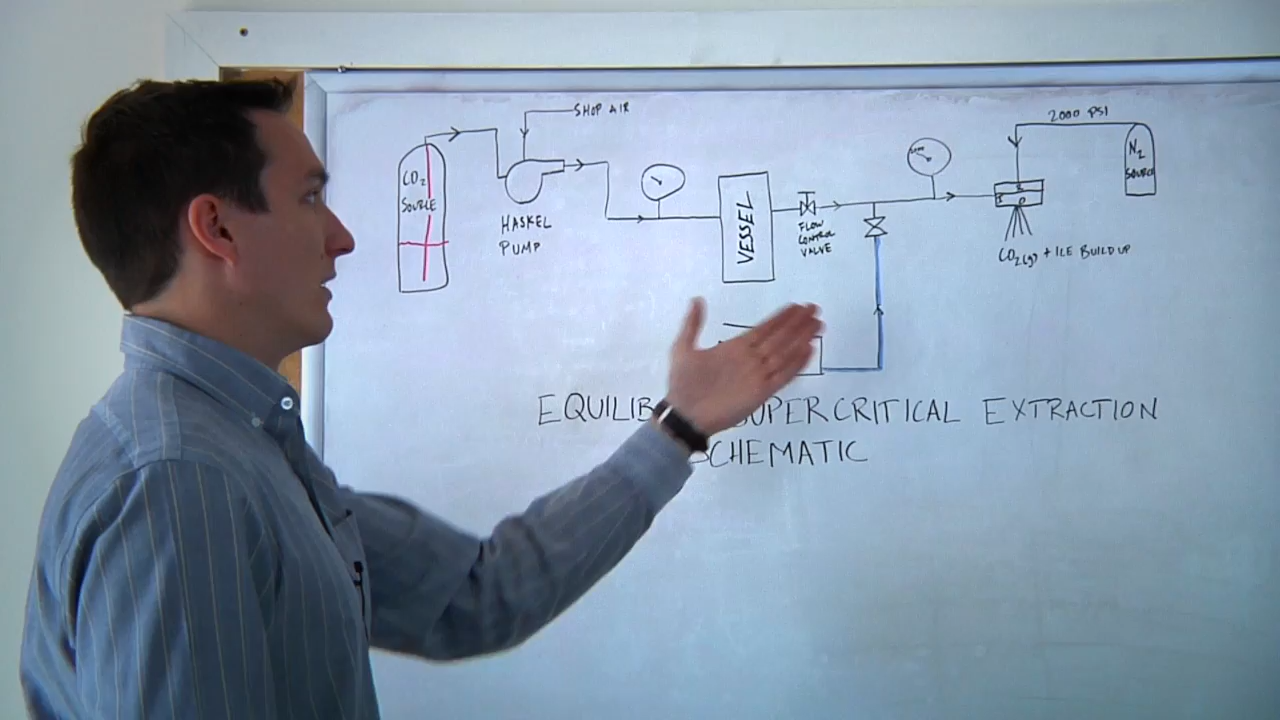 SHOP AIR
2000 PSI
CO2
SOURCE
N2
SOURCE
HASKEL
PUMP
VESSEL
FLOW
CONTROL
VALVE
CO2(g) + ICE BUILD UP
EQUILIB SUPERCRITICAL EXTRACTION
SCHEMATIC